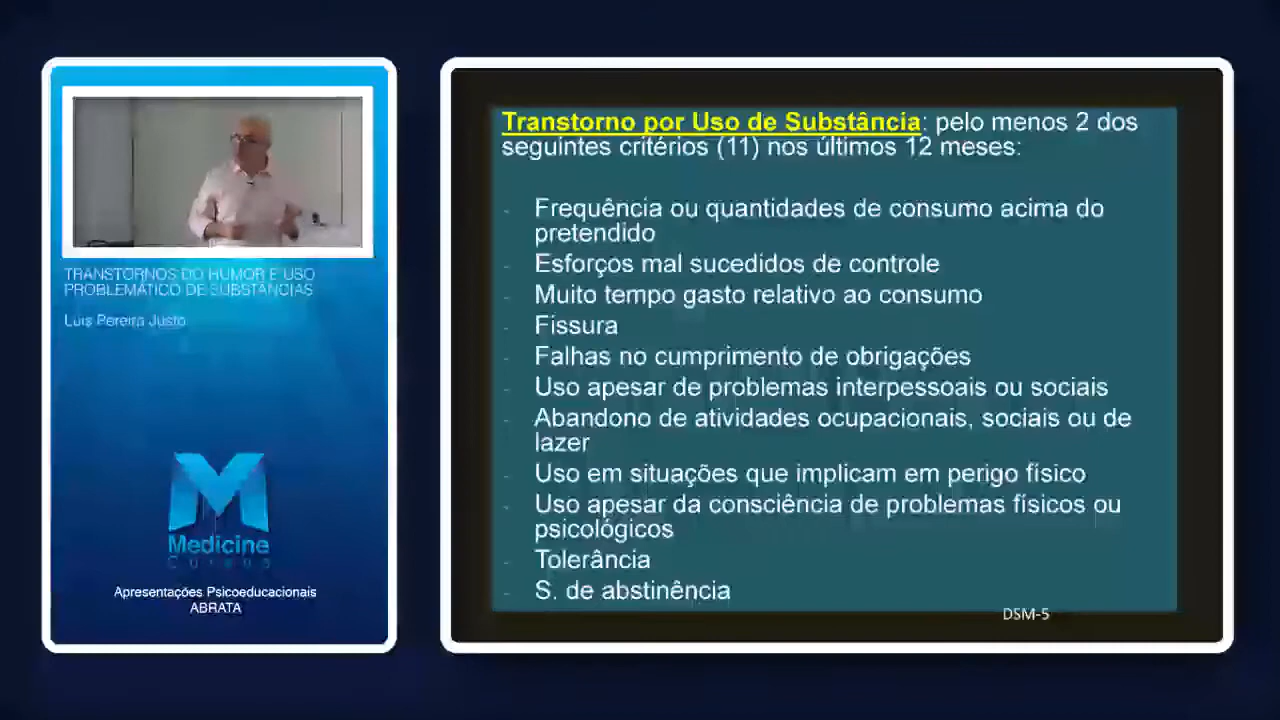 TRANSTORNOS DO HUMOR E USO
PROBLEMÁTICO DE SUBSTÂNCIAS
Luis Pereira Justo
Medicine
Cursos
Apresentações Psicoeducacionais
ABRATA
Transtorno por Uso de Substância: pelo menos 2 dos
seguintes critérios (11) nos últimos 12 meses:
- Frequência ou quantidades de consumo acima do
pretendido
- Esforços mal sucedidos de controle
- Muito tempo gasto relativo ao consumo
- Fissura
- Falhas no cumprimento de obrigações
- Uso apesar de problemas interpessoais ou sociais
- Abandono de atividades ocupacionais, sociais ou de
lazer
- Uso em situações que implicam em perigo físico
- Uso apesar da consciência de problemas físicos ou
psicológicos
- Tolerância
- S. de abstinência
DSM-5